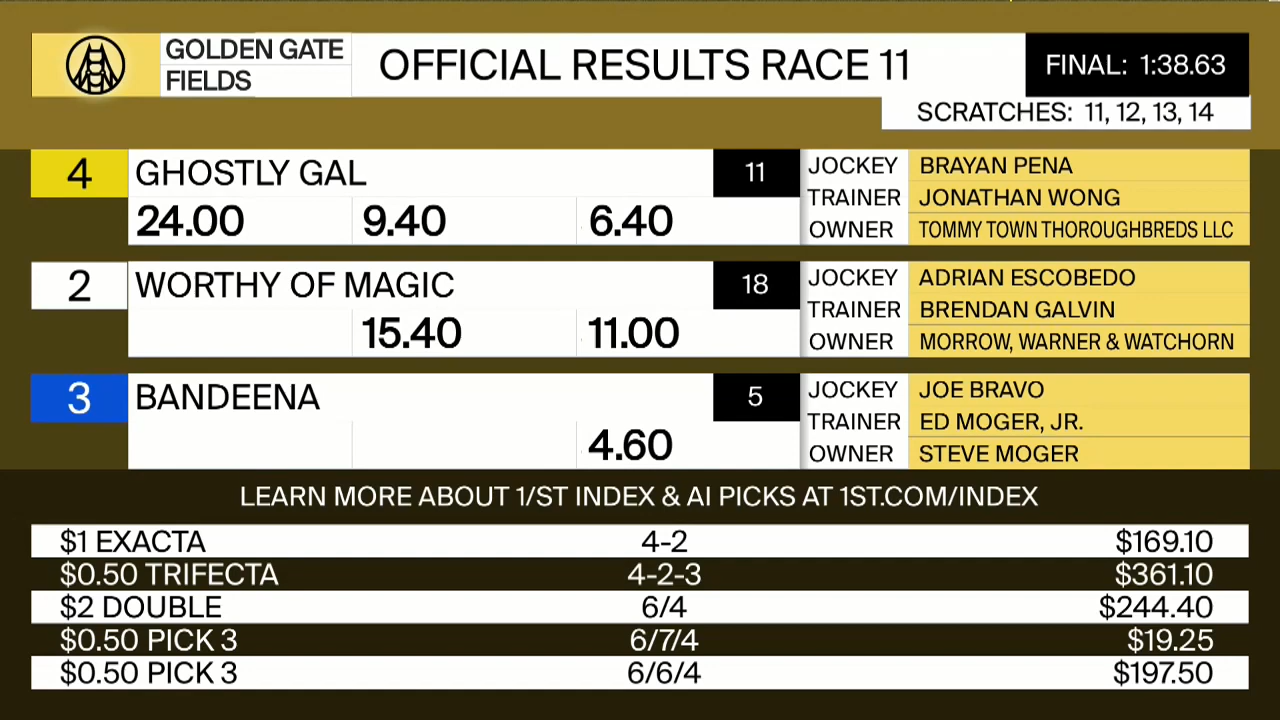 GOLDEN GATE
FIELDS
OFFICIAL RESULTS RACE 11
FINAL: 1:38.63
SCRATCHES: 11, 12, 13, 14
4 GHOSTLY GAL 11
24.00 9.40 6.40
JOCKEY BRAYAN PENA
TRAINER JONATHAN WONG
OWNER TOMMY TOWN THOROUGHBREDS LLC
2 WORTHY OF MAGIC 18
15.40 11.00
JOCKEY ADRIAN ESCOBEDO
TRAINER BRENDAN GALVIN
OWNER MORROW, WARNER & WATCHORN
3 BANDEENA 5
4.60
JOCKEY JOE BRAVO
TRAINER ED MOGER, JR.
OWNER STEVE MOGER
LEARN MORE ABOUT 1/ST INDEX & AI PICKS AT 1ST.COM/INDEX
$1 EXACTA 4-2 $169.10
$0.50 TRIFECTA 4-2-3 $361.10
$2 DOUBLE 6/4 $244.40
$0.50 PICK 3 6/7/4 $19.25
$0.50 PICK 3 6/6/4 $197.50